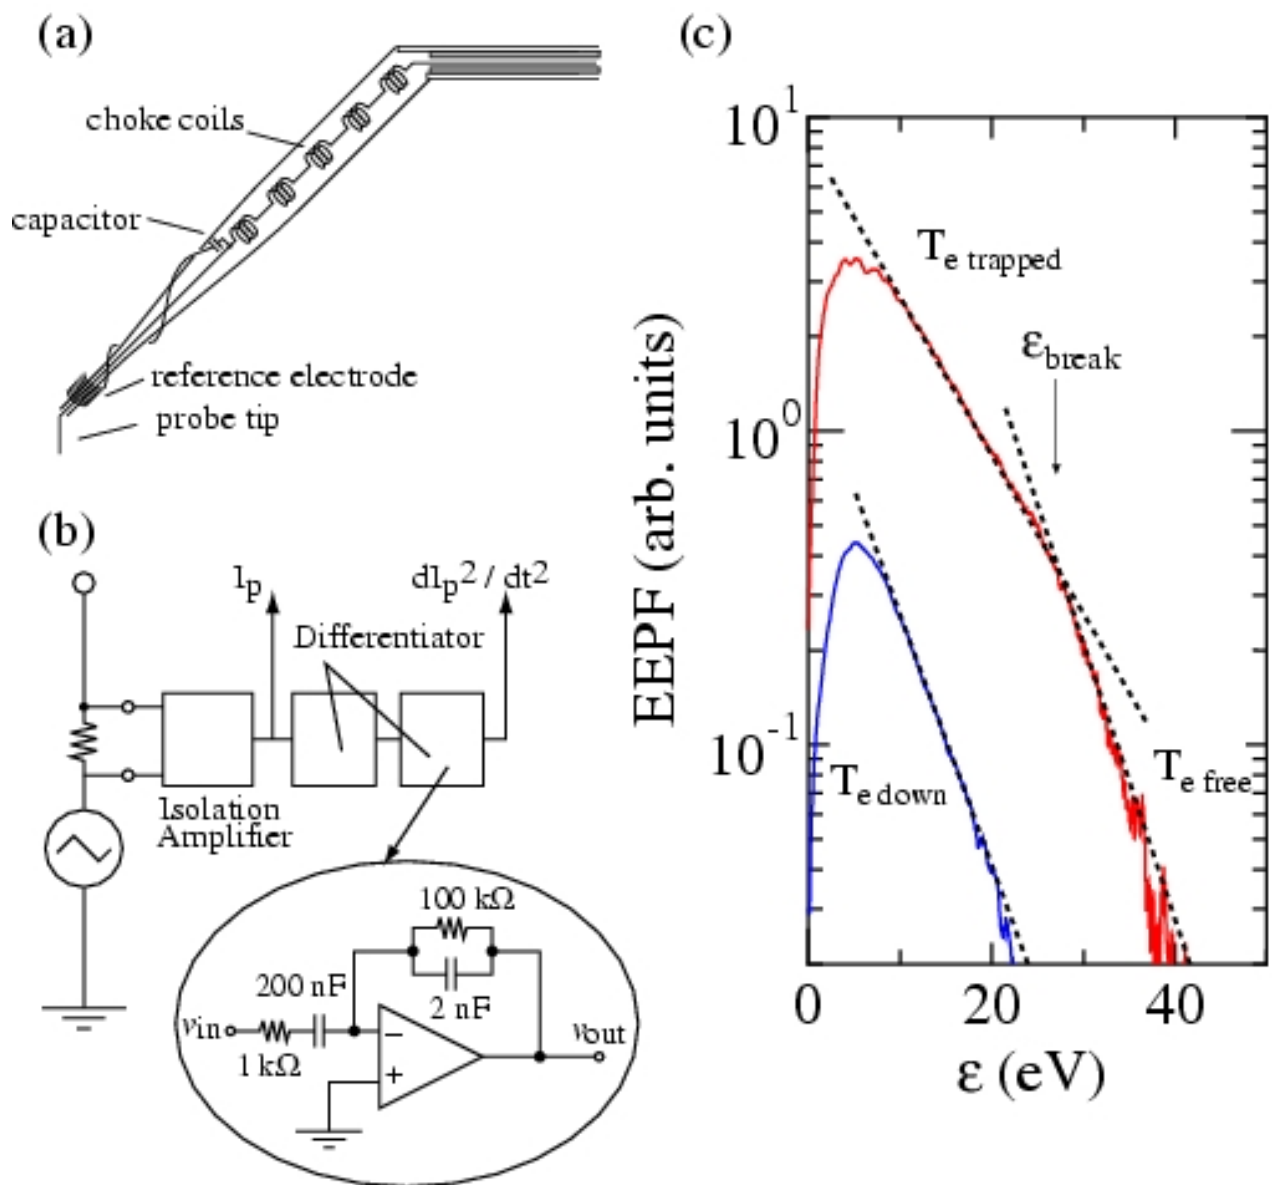 (a)
choke coils
capacitor
reference electrode
probe tip
(b)
Ip
dIp² / dt²
Differentiator
Isolation
Amplifier
100 kΩ
200 nF
2 nF
vin
vout
1 kΩ
−
+
(c)
10¹
10⁰
10⁻¹
EEPF (arb. units)
Te trapped
εbreak
Te down
Te free
0 20 40
ε (eV)